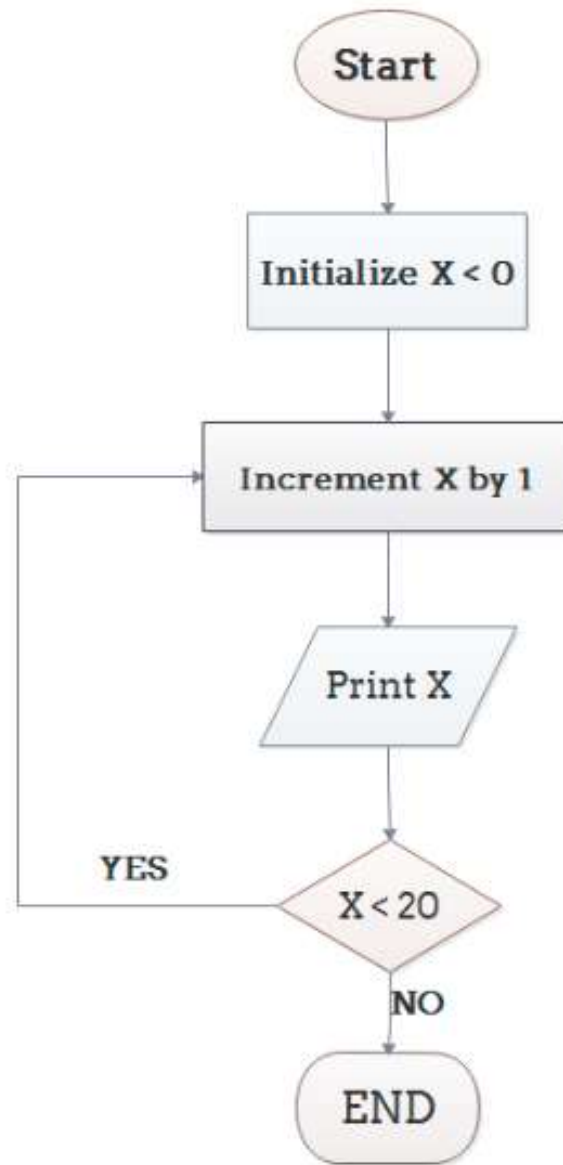 Start
Initialize X < 0
Increment X by 1
Print X
YES
X < 20
NO
END